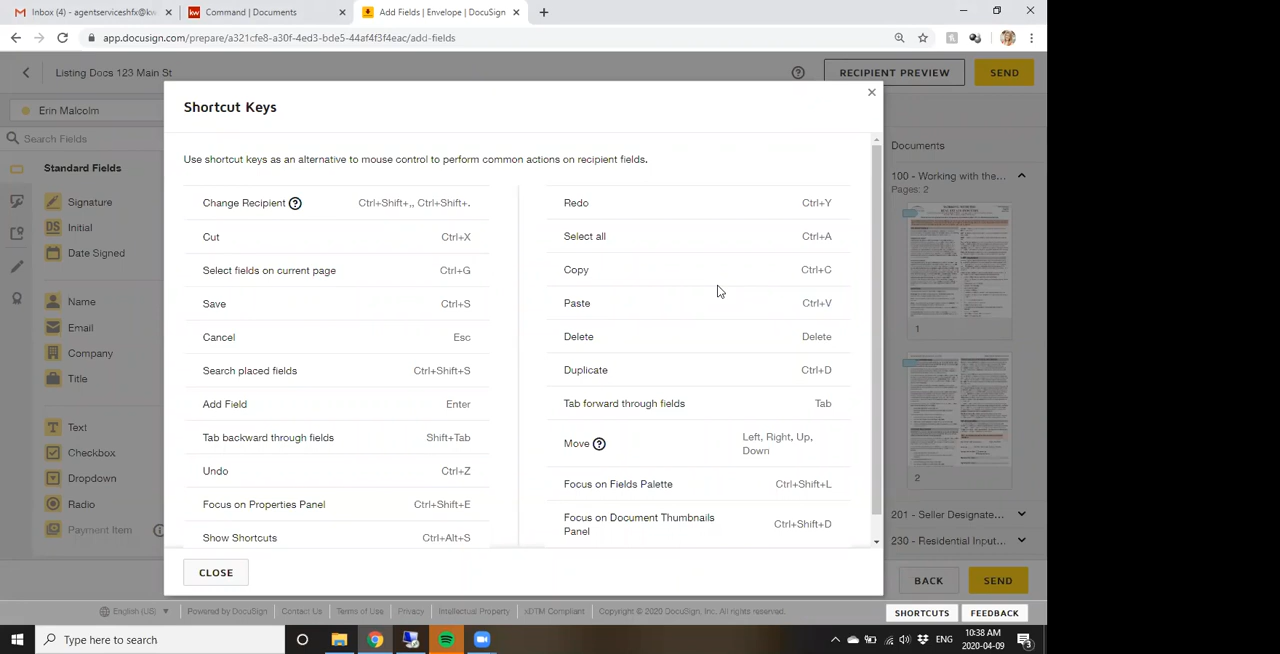 Inbox (4) - agentserviceshfx@kw
Command | Documents
Add Fields | Envelope | DocuSign
app.docusign.com/prepare/a321cfe8-a30f-4ed3-bde5-44af4f3f4eac/add-fields
Listing Docs 123 Main St
RECIPIENT PREVIEW
SEND
Erin Malcolm
Search Fields
Standard Fields
Signature
DS Initial
Date Signed
Name
Email
Company
Title
Text
Checkbox
Dropdown
Radio
Payment Item
Shortcut Keys
Use shortcut keys as an alternative to mouse control to perform common actions on recipient fields.
Change Recipient Ctrl+Shift+,, Ctrl+Shift+.
Cut Ctrl+X
Select fields on current page Ctrl+G
Save Ctrl+S
Cancel Esc
Search placed fields Ctrl+Shift+S
Add Field Enter
Tab backward through fields Shift+Tab
Undo Ctrl+Z
Focus on Properties Panel Ctrl+Shift+E
Show Shortcuts Ctrl+Alt+S
Redo Ctrl+Y
Select all Ctrl+A
Copy Ctrl+C
Paste Ctrl+V
Delete Delete
Duplicate Ctrl+D
Tab forward through fields Tab
Move Left, Right, Up,
Down
Focus on Fields Palette Ctrl+Shift+L
Focus on Document Thumbnails
Panel Ctrl+Shift+D
CLOSE
Documents
100 - Working with the...
Pages: 2
1
2
201 - Seller Designate...
230 - Residential Input...
BACK
SEND
English (US)
Powered by DocuSign
Contact Us
Terms of Use
Privacy
Intellectual Property
xDTM Compliant
Copyright © 2020 DocuSign, Inc. All rights reserved.
SHORTCUTS
FEEDBACK
Type here to search
ENG
10:38 AM
2020-04-09
3